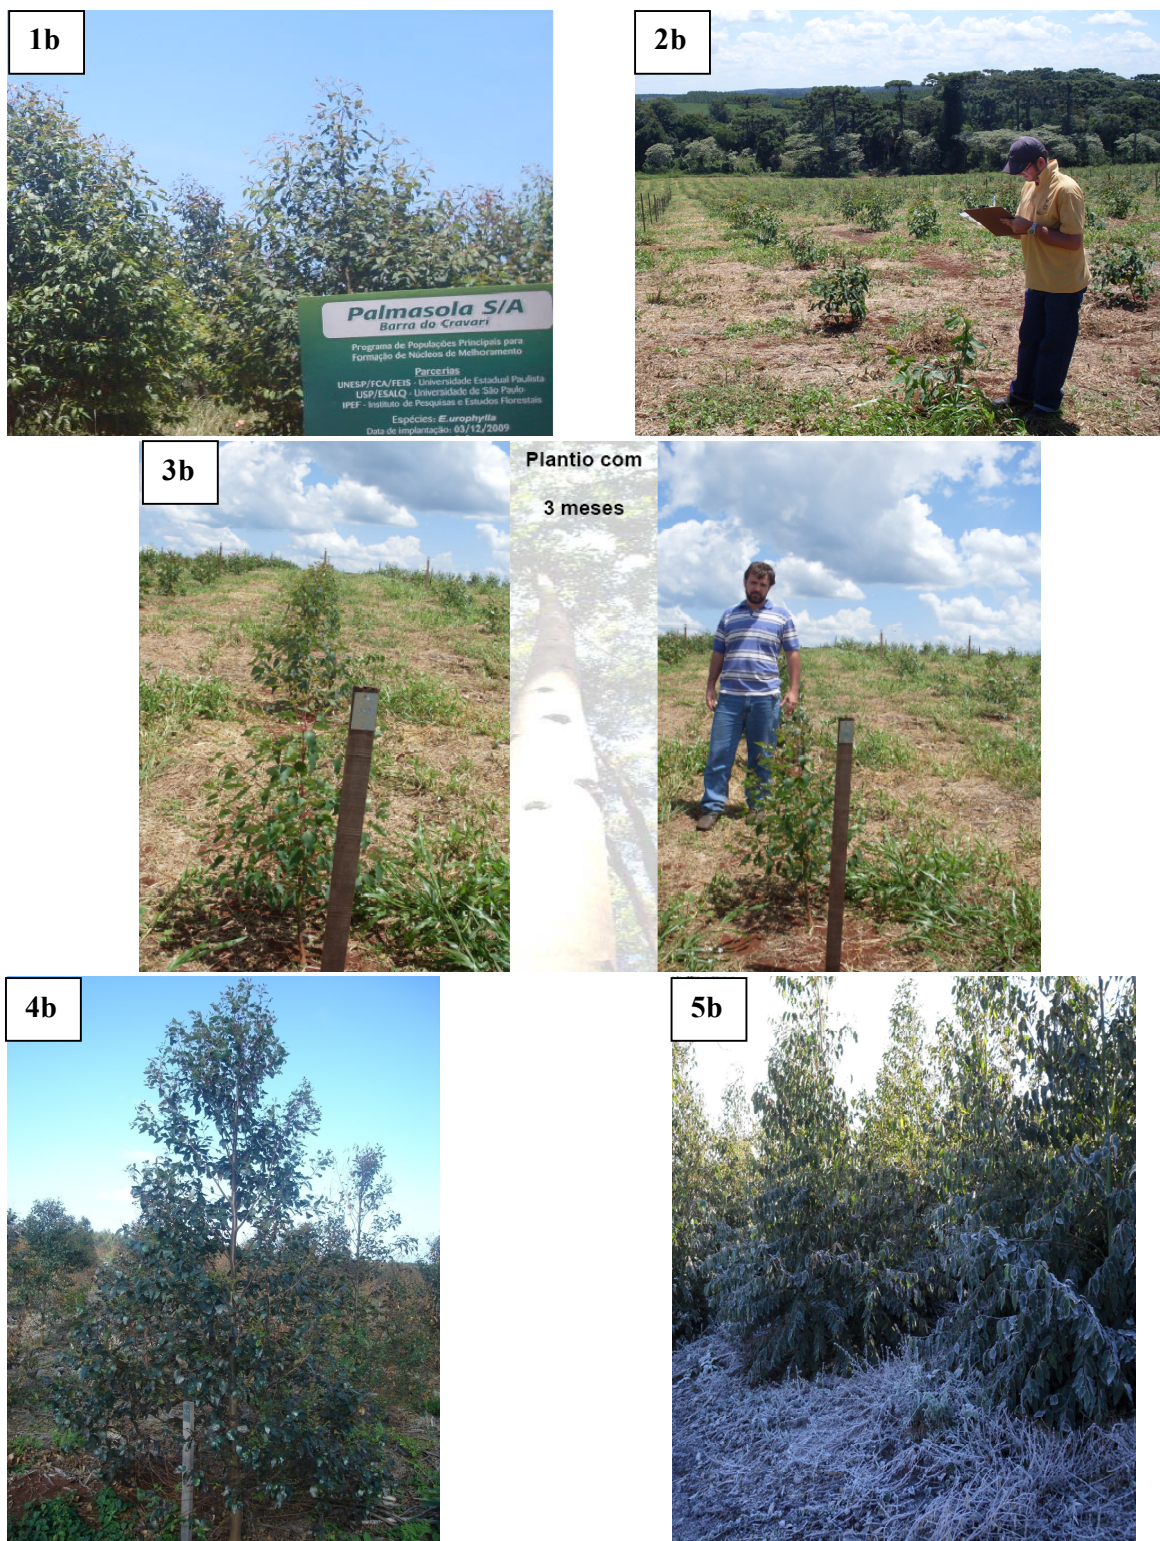 1b
2b
Palmasola S/A
Barra do Cravari
Programa de Populações Principais para
Formação de Núcleos de Melhoramento
Parcerias
UNESP/FCA/FEIS - Universidade Estadual Paulista
USP/ESALQ - Universidade de São Paulo
IPEF - Instituto de Pesquisas e Estudos Florestais
Espécies: E.urophylla
Data de implantação: 03/12/2009
3b
Plantio com
3 meses
4b
5b